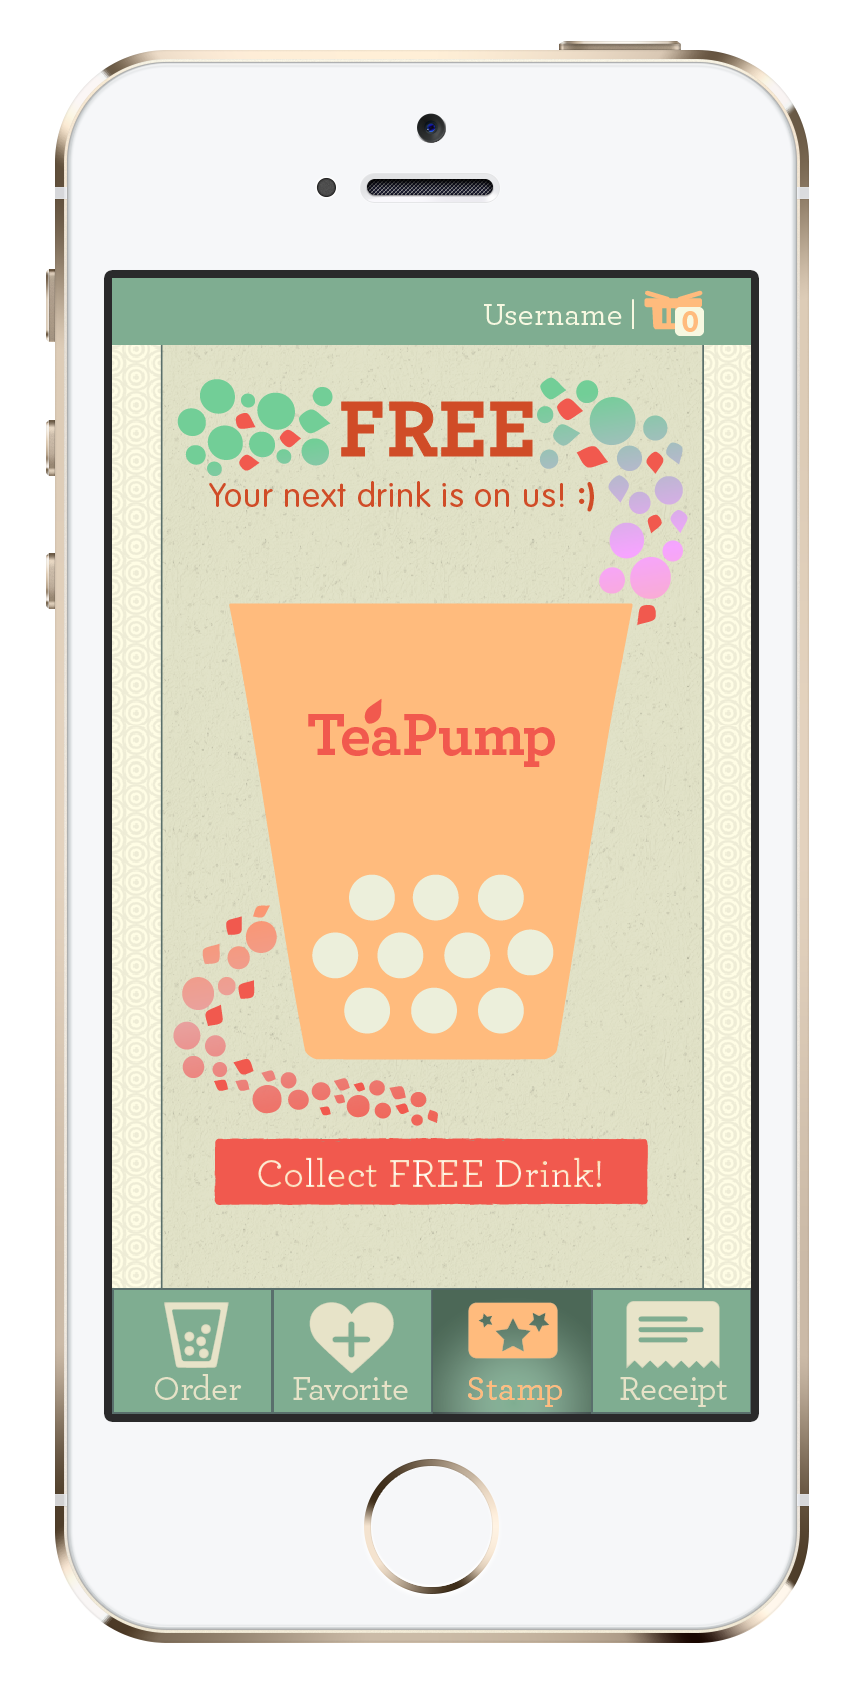 Username
0
FREE
Your next drink is on us! :)
TeaPump
Collect FREE Drink!
Order
Favorite
Stamp
Receipt